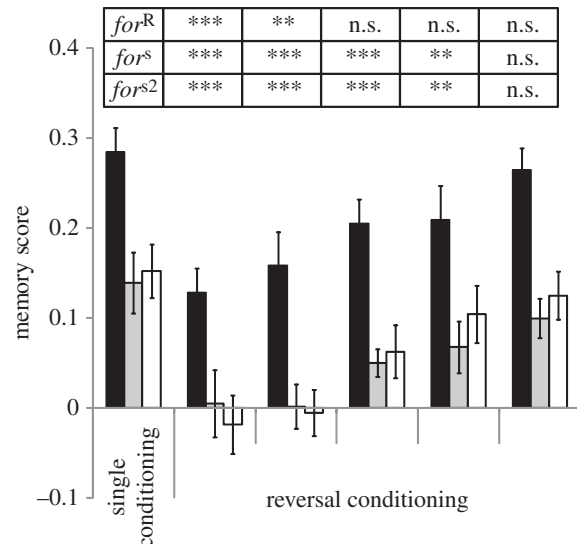 for^R *** ** n.s. n.s. n.s.
for^s *** *** *** ** n.s.
for^s2 *** *** *** ** n.s.
0.4
0.3
0.2
0.1
0
–0.1
memory score
single
conditioning
reversal conditioning